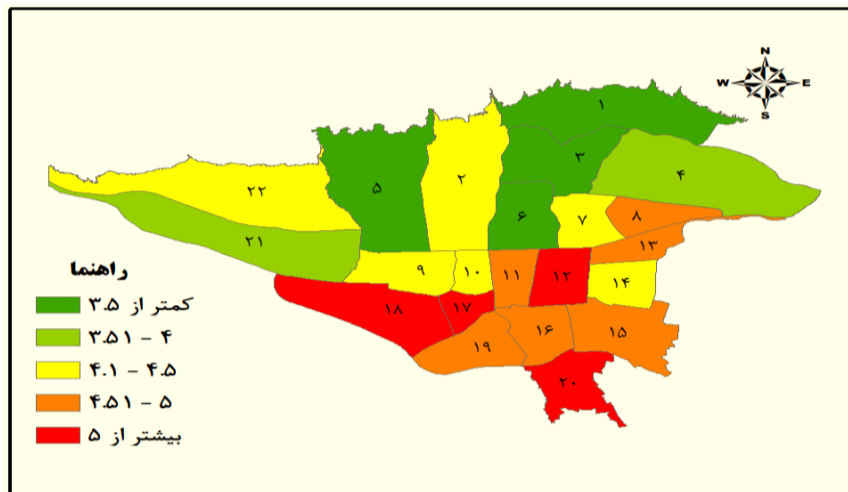 N
W E
S
۱
۳
۴
۵
۲
۶
۷
۸
۲۲
۲۱
۱۳
۹
۱۰
۱۱
۱۲
۱۴
۱۸
۱۷
۱۹
۱۶
۱۵
۲۰
راهنما
کمتر از ۳.۵
۳.۵۱ - ۴
۴.۱ - ۴.۵
۴.۵۱ - ۵
بیشتر از ۵